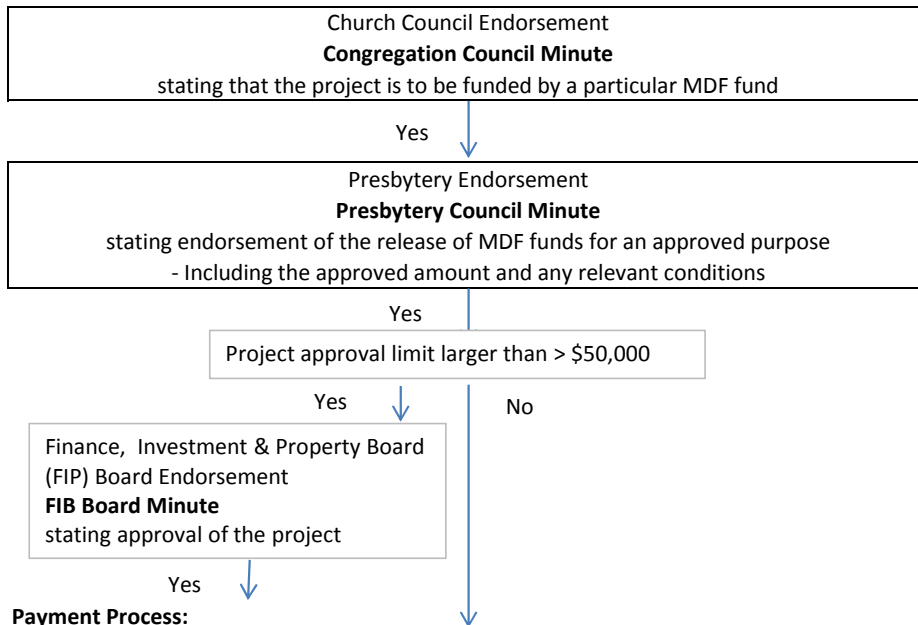 Church Council Endorsement
Congregation Council Minute
stating that the project is to be funded by a particular MDF fund
Yes
Presbytery Endorsement
Presbytery Council Minute
stating endorsement of the release of MDF funds for an approved purpose
- Including the approved amount and any relevant conditions
Yes
Project approval limit larger than > $50,000
Yes
No
Finance, Investment & Property Board
(FIP) Board Endorsement
FIB Board Minute
stating approval of the project
Yes
Payment Process: